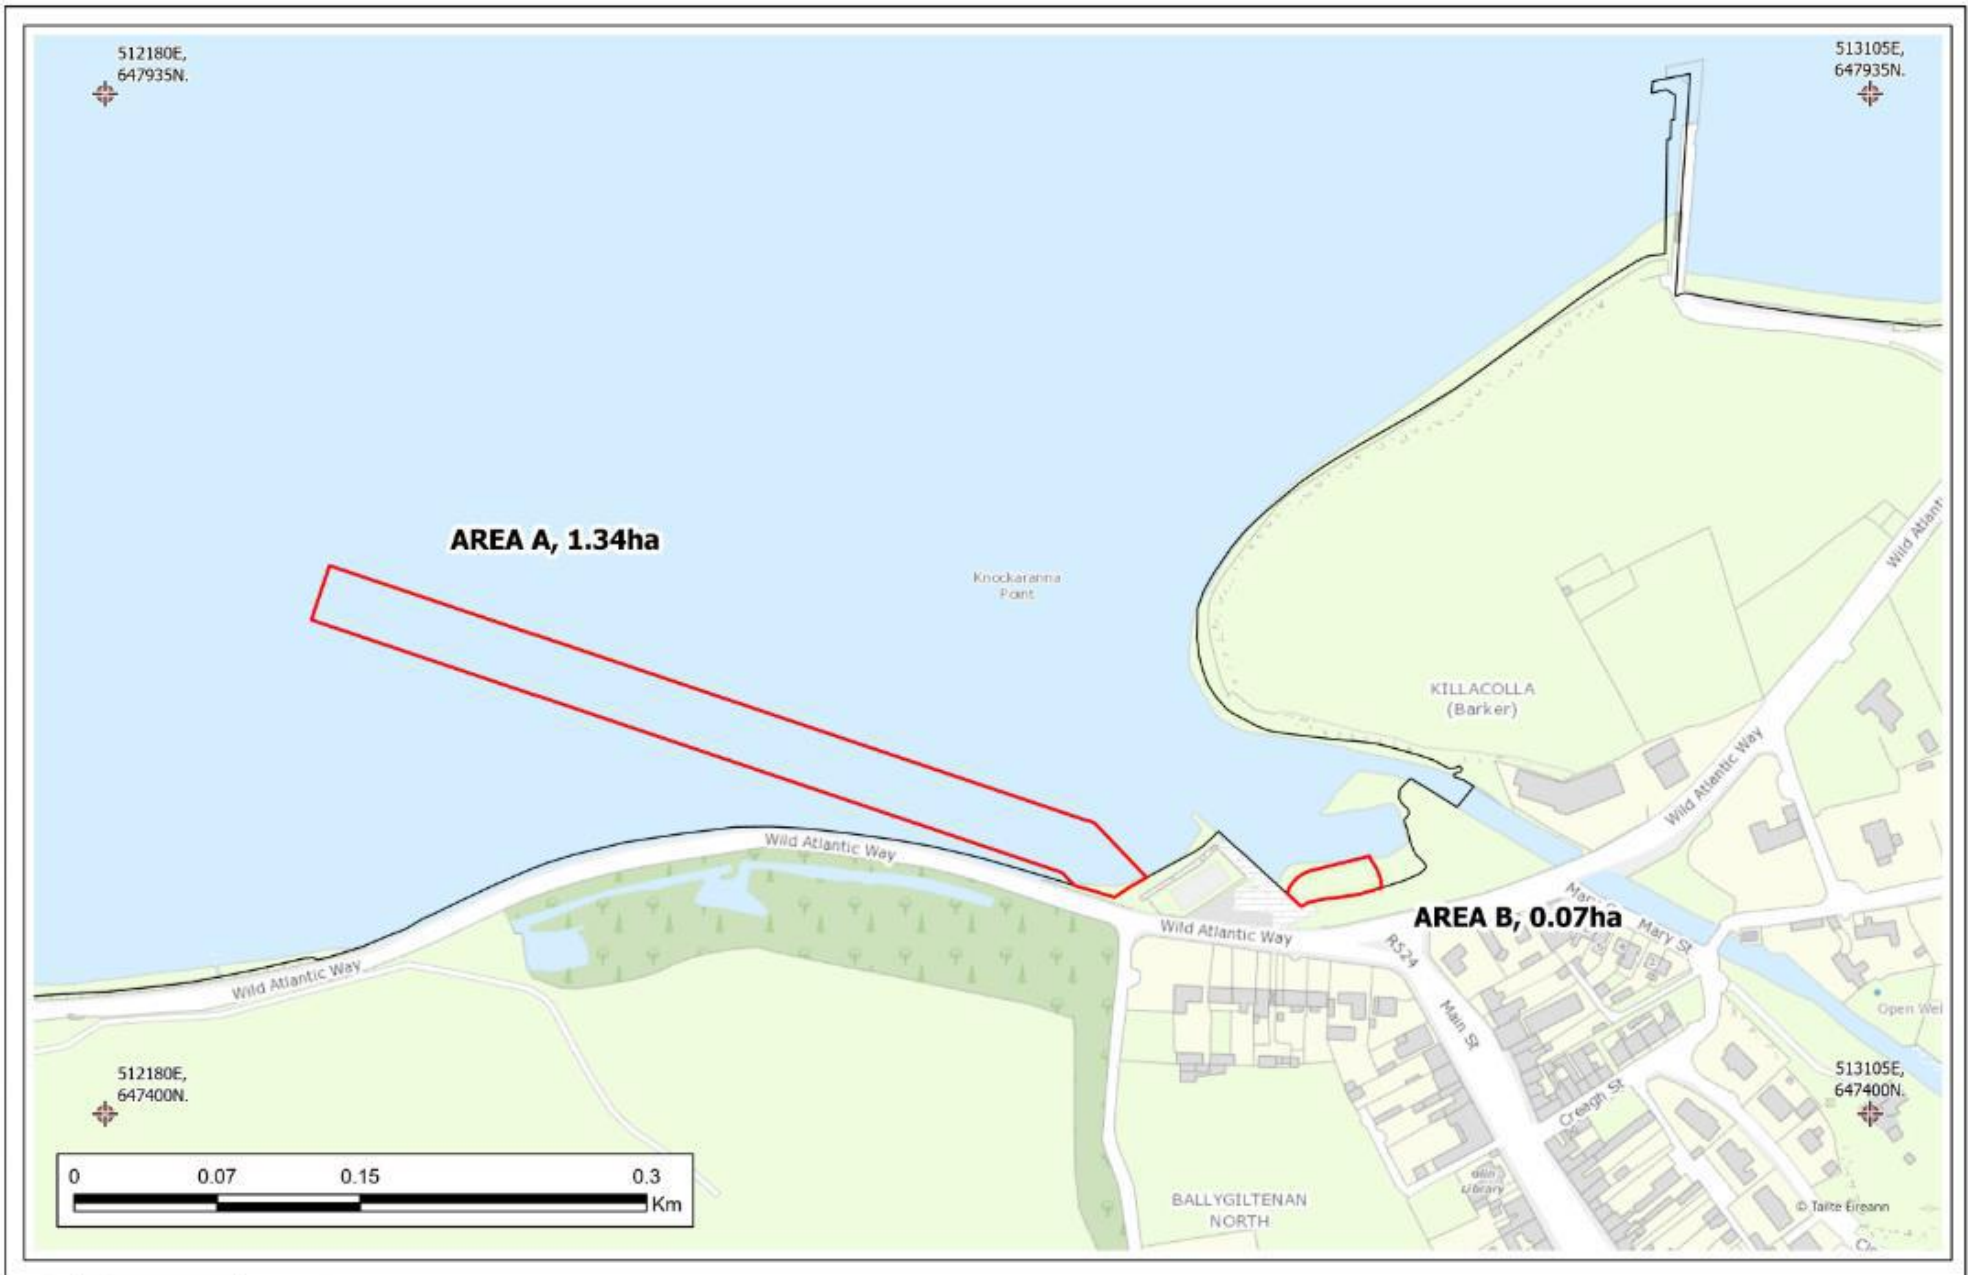 512180E,
647935N.
513105E,
647935N.
AREA A, 1.34ha
Knockaranna
Point
Wild Atlantic
KILLACOLLA
(Barker)
Wild Atlantic Way
Wild Atlantic Way
AREA B, 0.07ha
Wild Atlantic Way
Mary St
Wild Atlantic Way
R524
Main St
Open Wel
512180E,
647400N.
513105E,
647400N.
Creagh St
Glin
Library
BALLYGILTENAN
NORTH
© Tailte Éireann
0 0.07 0.15 0.3
Km